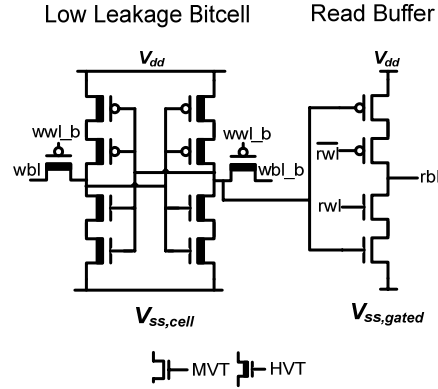 Low Leakage Bitcell
Read Buffer
Vdd
Vdd
wwl_b
wwl_b
wbl
wbl_b
rwl
rbl
rwl
Vss,cell
Vss,gated
MVT
HVT